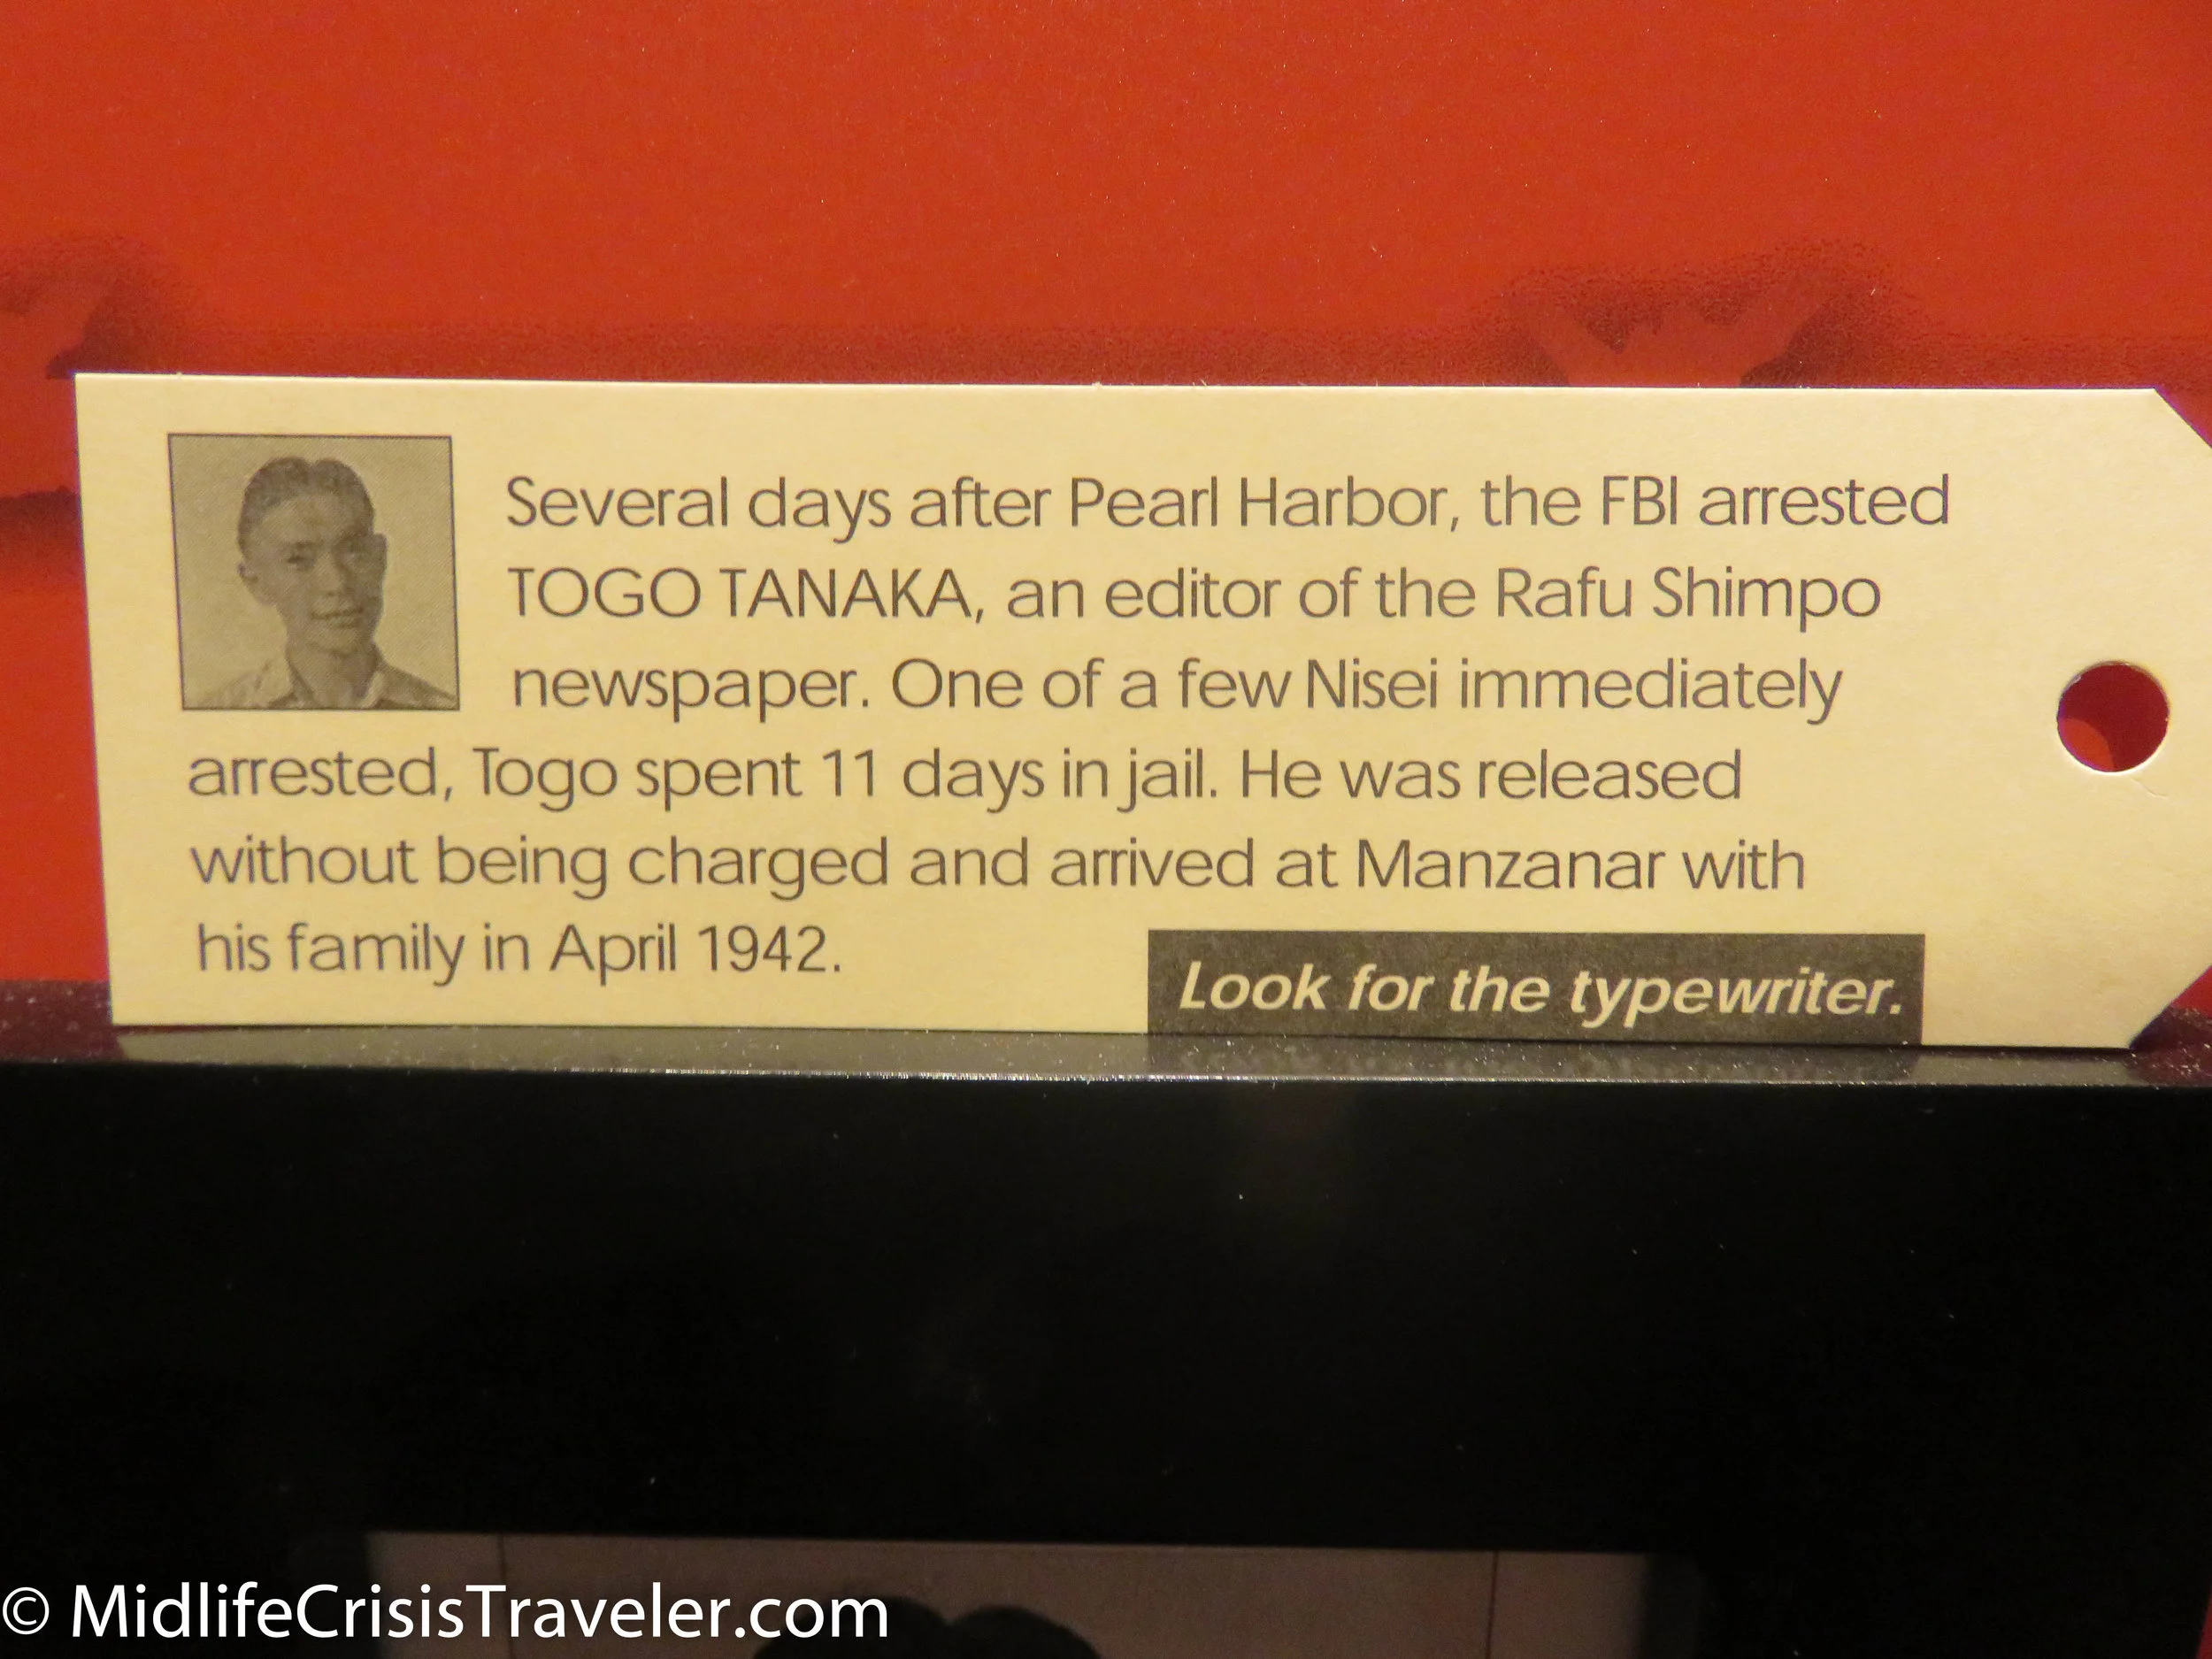 Several days after Pearl Harbor, the FBI arrested
TOGO TANAKA, an editor of the Rafu Shimpo
newspaper. One of a few Nisei immediately
arrested, Togo spent 11 days in jail. He was released
without being charged and arrived at Manzanar with
his family in April 1942.
Look for the typewriter.
© MidlifeCrisisTraveler.com